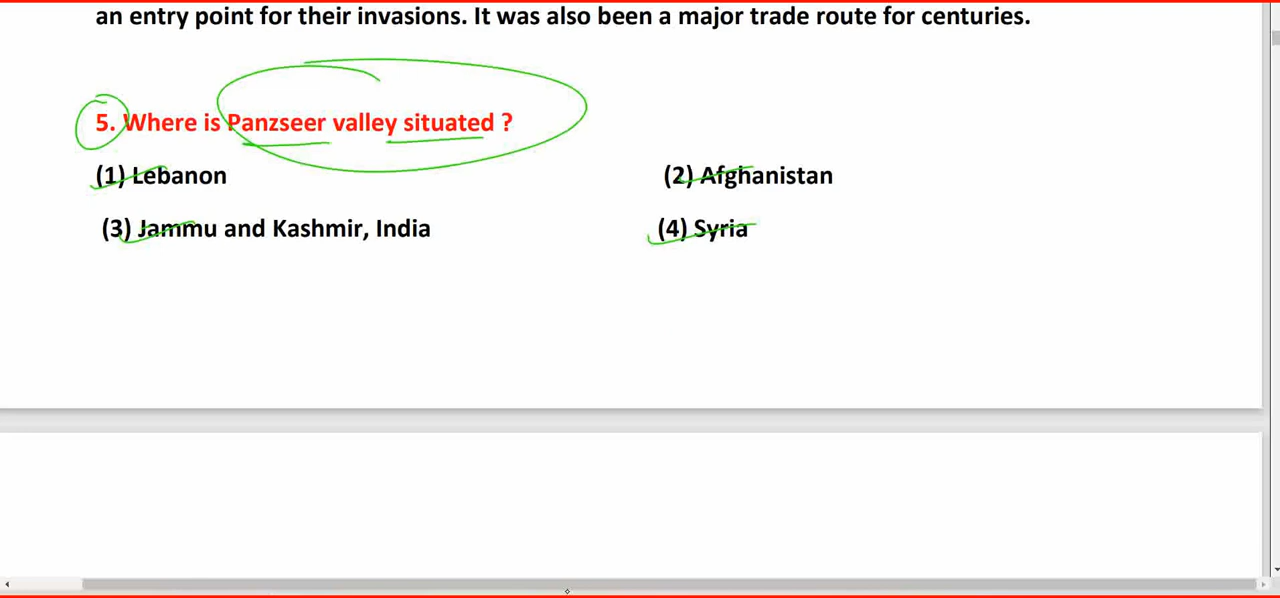 an entry point for their invasions. It was also been a major trade route for centuries.
5. Where is Panzseer valley situated ?
(1) Lebanon (2) Afghanistan
(3) Jammu and Kashmir, India (4) Syria